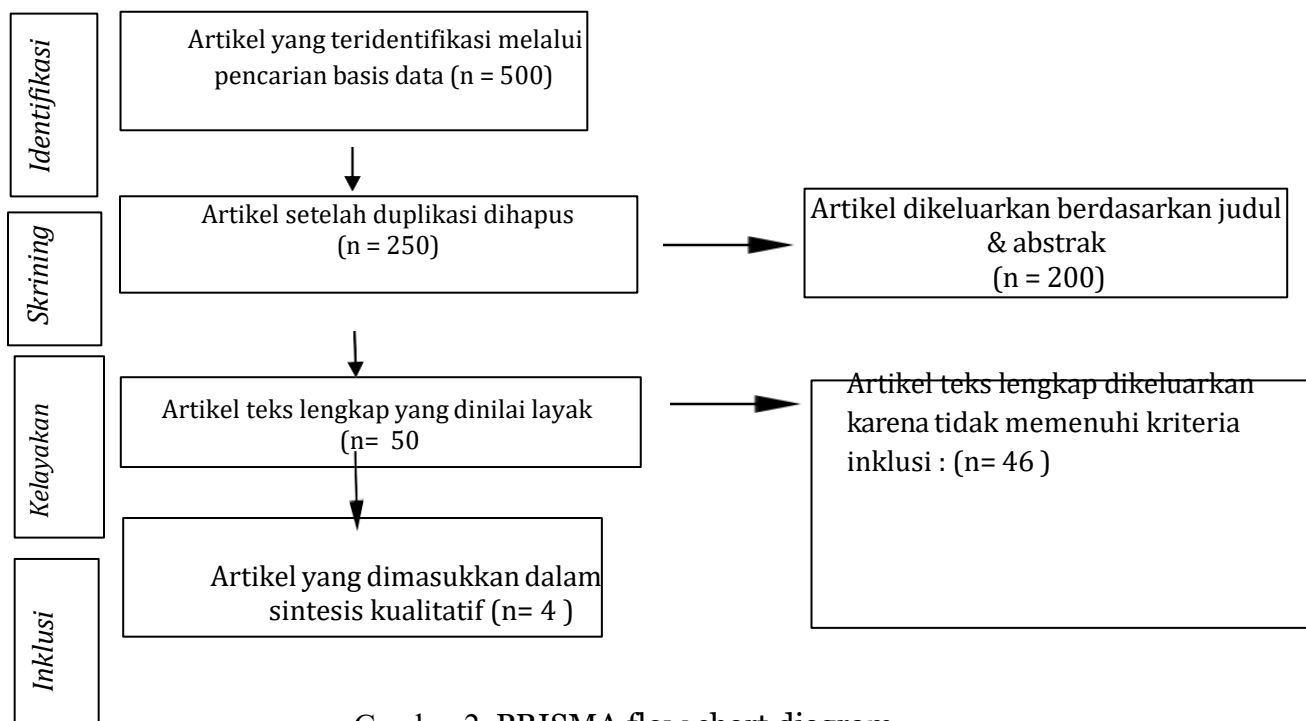 Identifikasi
Artikel yang teridentifikasi melalui
pencarian basis data (n = 500)
Skrining
Artikel setelah duplikasi dihapus
(n = 250)
Artikel dikeluarkan berdasarkan judul
& abstrak
(n = 200)
Kelayakan
Artikel teks lengkap yang dinilai layak
(n= 50
Artikel teks lengkap dikeluarkan
karena tidak memenuhi kriteria
inklusi : (n= 46 )
Inklusi
Artikel yang dimasukkan dalam
sintesis kualitatif (n= 4 )
2. PRISMA flow chart diagram